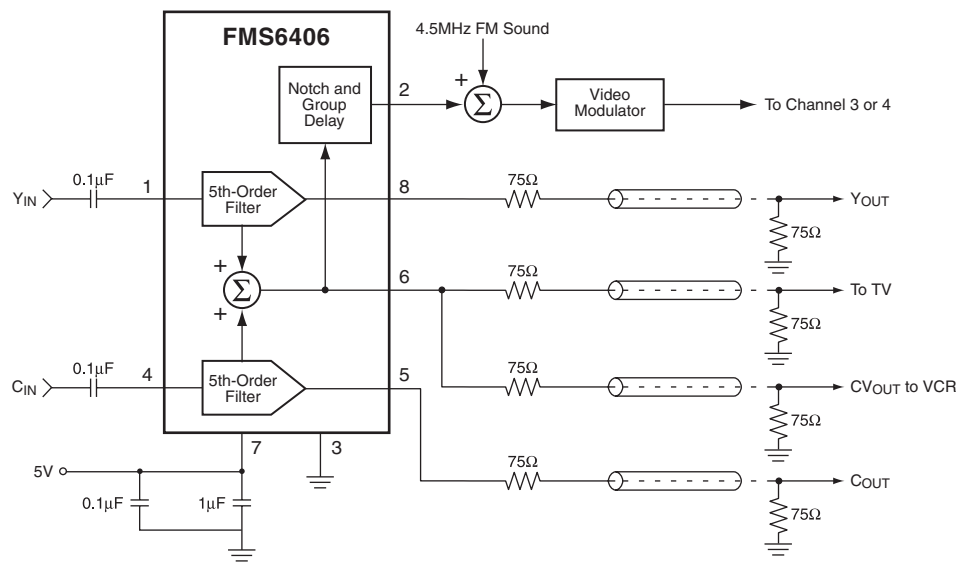 FMS6406
4.5MHz FM Sound
Notch and
Group
Delay
2
+
Σ
Video
Modulator
To Channel 3 or 4
YIN
0.1µF
1
5th-Order
Filter
8
75Ω
YOUT
75Ω
+
Σ
+
6
75Ω
To TV
75Ω
CIN
0.1µF
4
5th-Order
Filter
5
75Ω
CVOUT to VCR
75Ω
7
3
5V
0.1µF
1µF
75Ω
COUT
75Ω